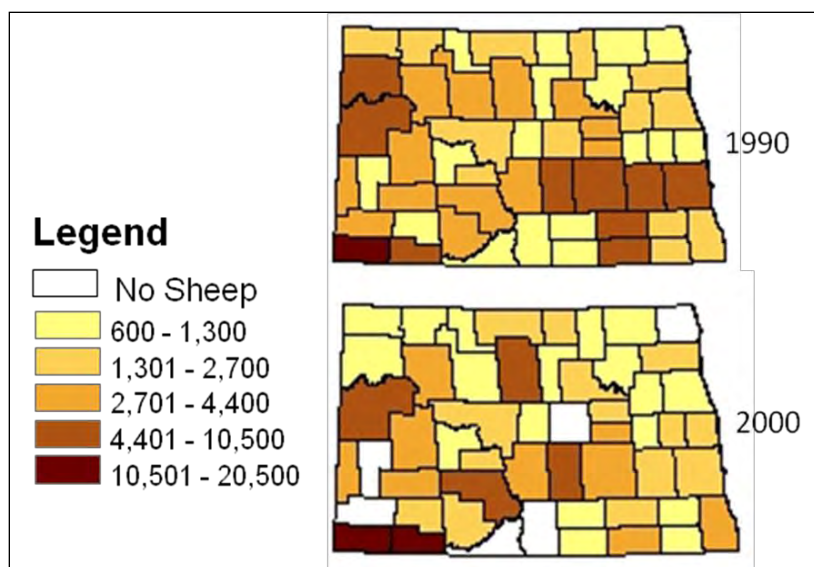 1990
Legend
No Sheep
600 - 1,300
1,301 - 2,700
2,701 - 4,400
4,401 - 10,500
10,501 - 20,500
2000